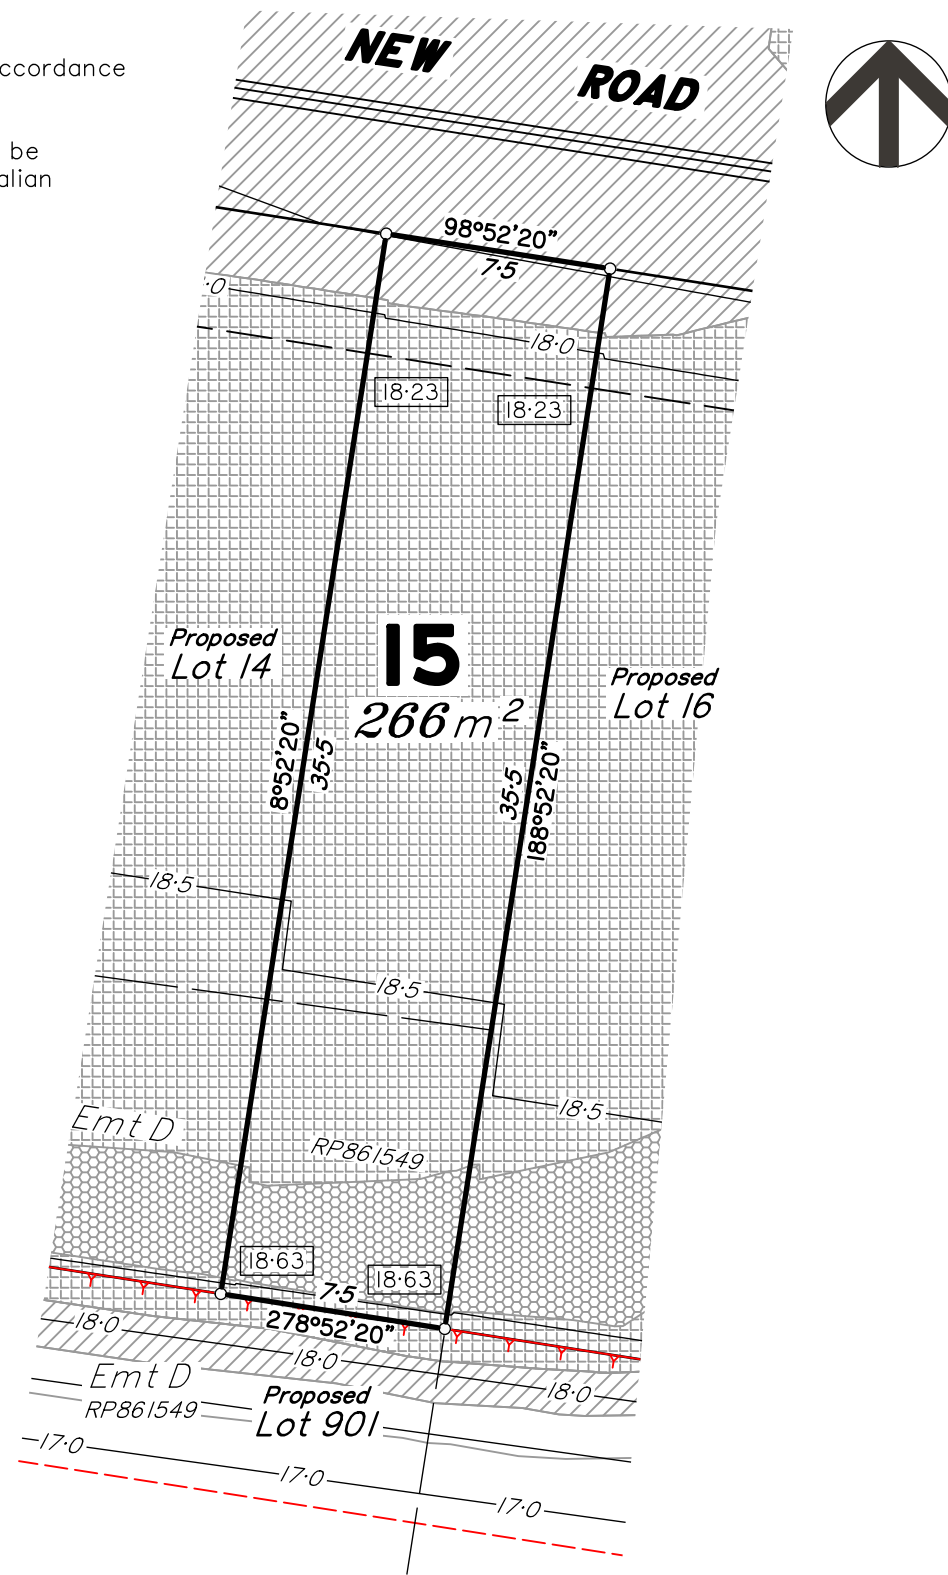 ccordance
be
alian
NEW ROAD
98°52'20"
7·5
·0
18·0
18·23
18·23
15
266 m²
Proposed
Lot 14
Proposed
Lot 16
8°52'20"
35·5
35·5
188°52'20"
18·5
18·5
18·5
Emt D
RP861549
18·63
18·63
7·5
278°52'20"
18·0
18·0
18·0
Emt D
RP861549
Proposed
Lot 901
17·0
17·0
17·0